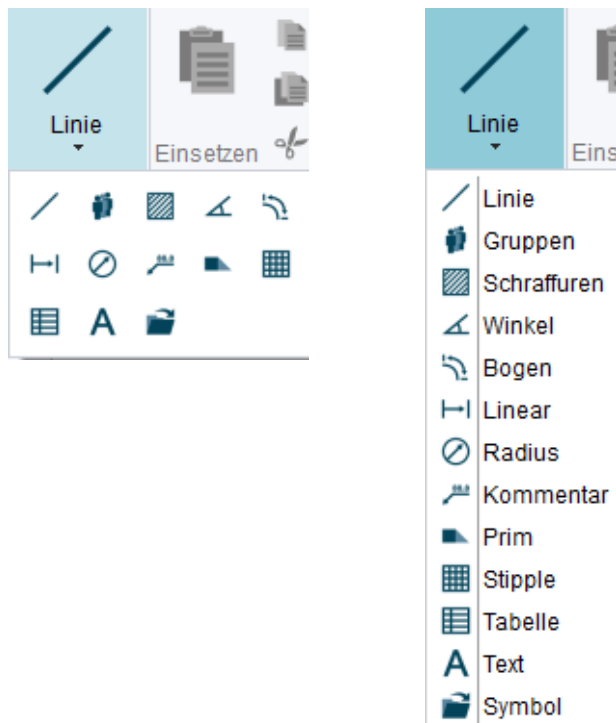 Linie
Einsetzen
Linie
Eins
Linie
Gruppen
Schraffuren
Winkel
Bogen
Linear
Radius
Kommentar
Prim
Stipple
Tabelle
A Text
Symbol